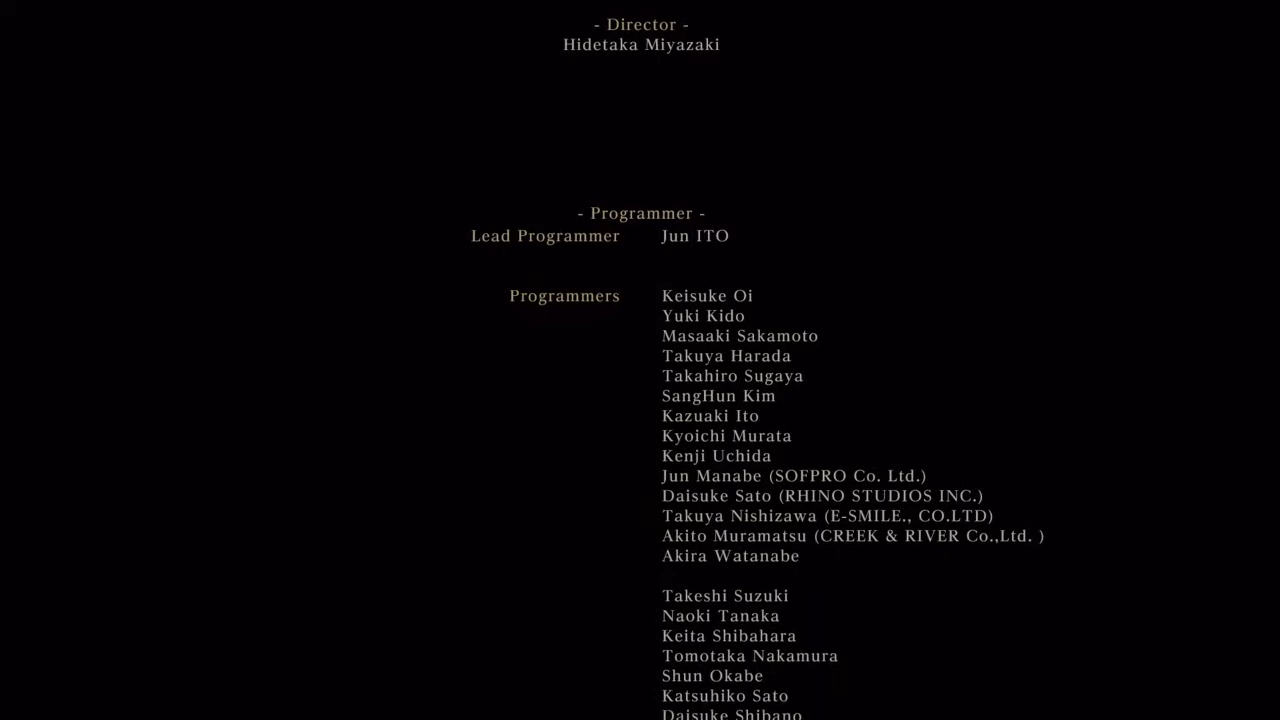 - Director -
Hidetaka Miyazaki
- Programmer -
Lead Programmer Jun ITO
Programmers Keisuke Oi
Yuki Kido
Masaaki Sakamoto
Takuya Harada
Takahiro Sugaya
SangHun Kim
Kazuaki Ito
Kyoichi Murata
Kenji Uchida
Jun Manabe (SOFPRO Co. Ltd.)
Daisuke Sato (RHINO STUDIOS INC.)
Takuya Nishizawa (E-SMILE., CO.LTD)
Akito Muramatsu (CREEK & RIVER Co.,Ltd. )
Akira Watanabe
Takeshi Suzuki
Naoki Tanaka
Keita Shibahara
Tomotaka Nakamura
Shun Okabe
Katsuhiko Sato
Daisuke Shibano